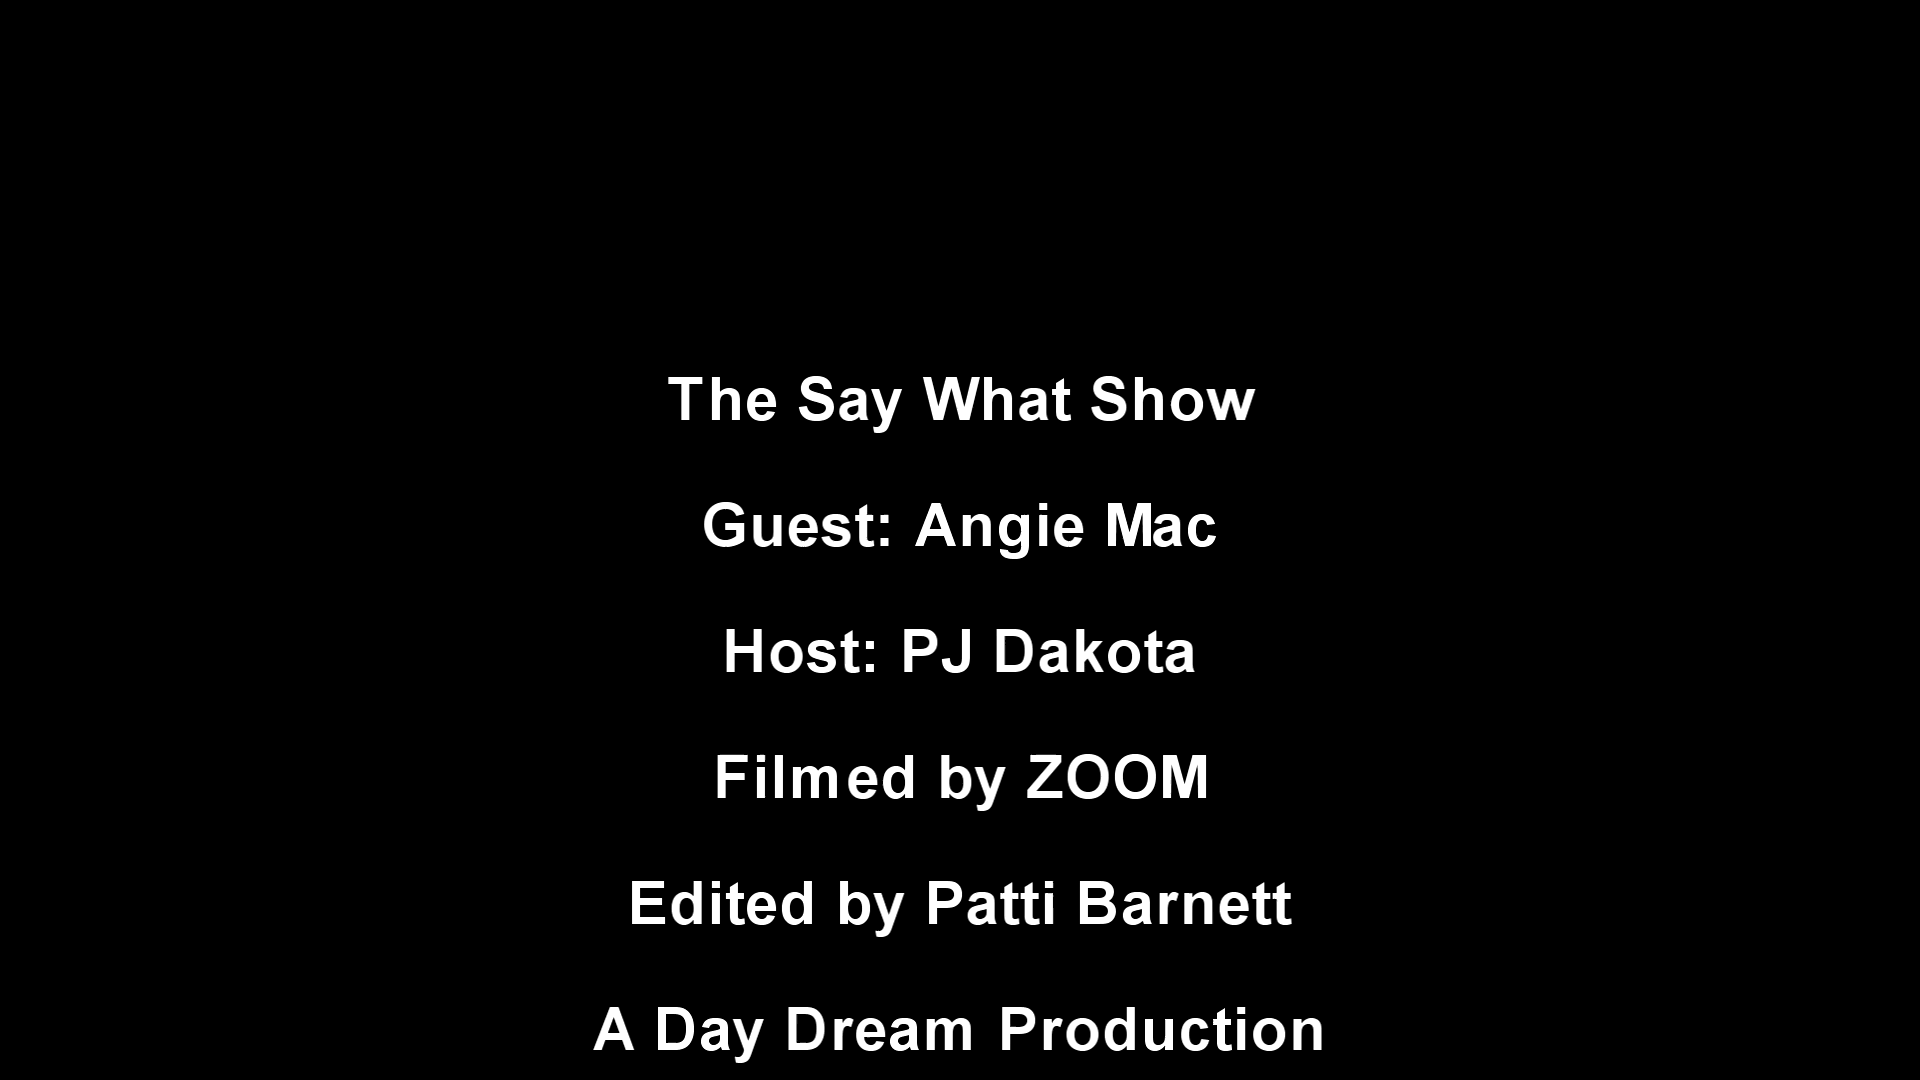 The Say What Show
Guest: Angie Mac
Host: PJ Dakota
Filmed by ZOOM
Edited by Patti Barnett
A Day Dream Production